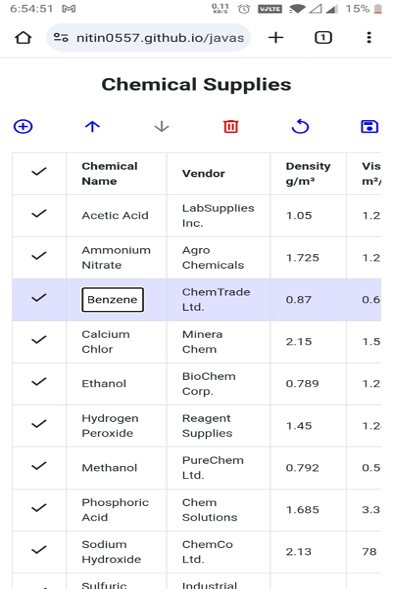 6:54:51 0.11 KB/S VoLTE 15%
nitin0557.github.io/javas 1
Chemical Supplies
Chemical Name Vendor Density g/m³ Vis m²/
Acetic Acid LabSupplies Inc. 1.05 1.2
Ammonium Nitrate Agro Chemicals 1.725 1.2
Benzene ChemTrade Ltd. 0.87 0.6
Calcium Chlor Minera Chem 2.15 1.5
Ethanol BioChem Corp. 0.789 1.2
Hydrogen Peroxide Reagent Supplies 1.45 1.2
Methanol PureChem Ltd. 0.792 0.5
Phosphoric Acid Chem Solutions 1.685 3.3
Sodium Hydroxide ChemCo Ltd. 2.13 78
Sulfuric Industrial